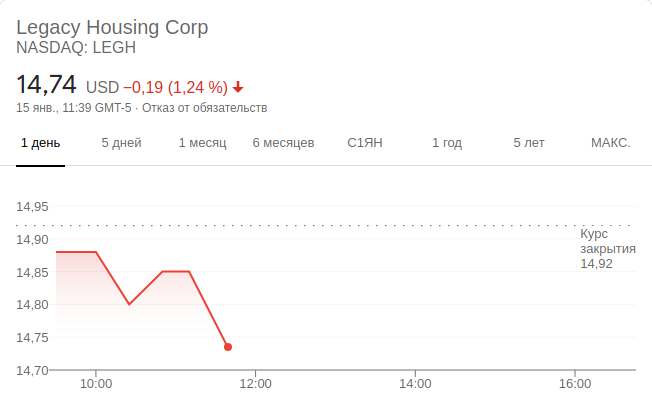 Legacy Housing Corp
NASDAQ: LEGH
14,74 USD −0,19 (1,24 %)
15 янв., 11:39 GMT-5 · Отказ от обязательств
1 день 5 дней 1 месяц 6 месяцев С1ЯН 1 год 5 лет МАКС.
14,95
14,90
14,85
14,80
14,75
14,70
Курс
закрытия
14,92
10:00 12:00 14:00 16:00